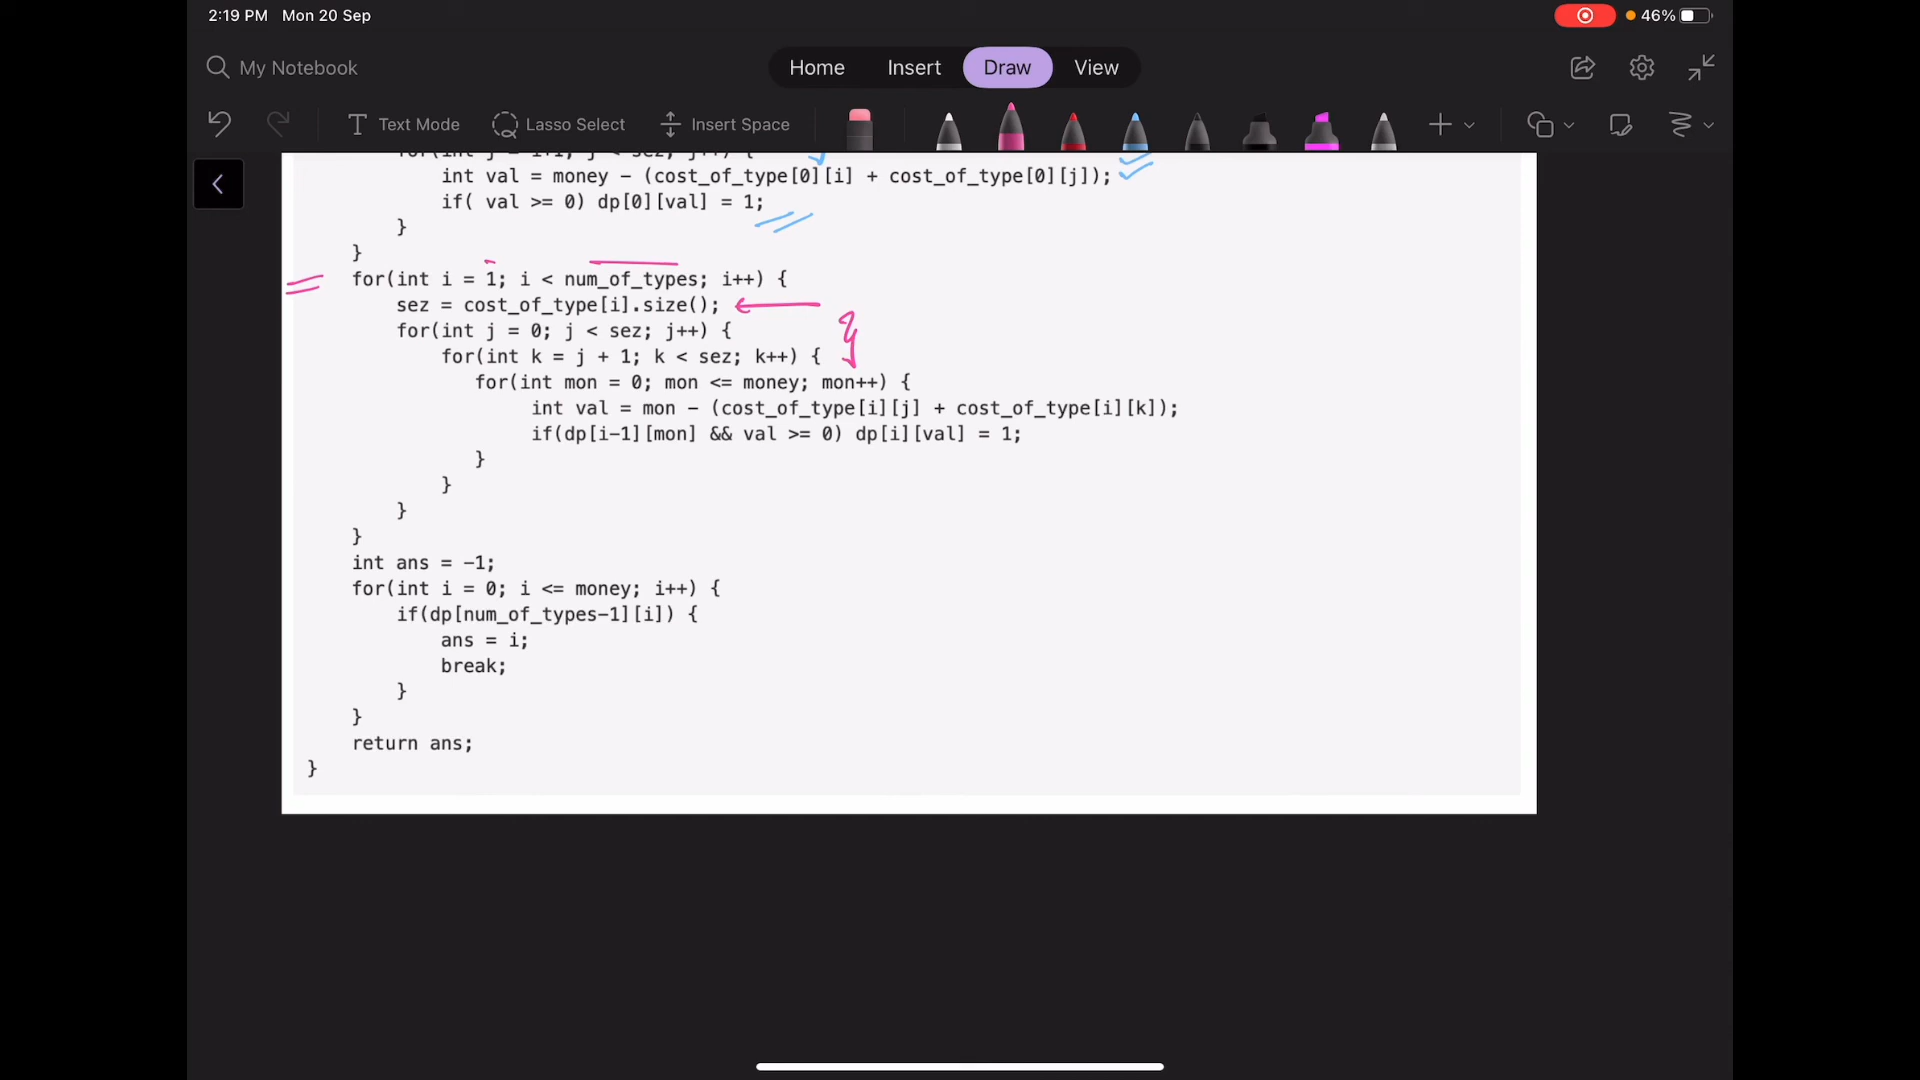 2:19 PM Mon 20 Sep
46%
My Notebook
Home Insert Draw View
Text Mode Lasso Select Insert Space
for(int j = i+1; j < sez; j++) {
int val = money - (cost_of_type[0][i] + cost_of_type[0][j]);
if( val >= 0) dp[0][val] = 1;
}
}
for(int i = 1; i < num_of_types; i++) {
sez = cost_of_type[i].size();
for(int j = 0; j < sez; j++) {
for(int k = j + 1; k < sez; k++) {
for(int mon = 0; mon <= money; mon++) {
int val = mon - (cost_of_type[i][j] + cost_of_type[i][k]);
if(dp[i-1][mon] && val >= 0) dp[i][val] = 1;
}
}
}
}
int ans = -1;
for(int i = 0; i <= money; i++) {
if(dp[num_of_types-1][i]) {
ans = i;
break;
}
}
return ans;
}